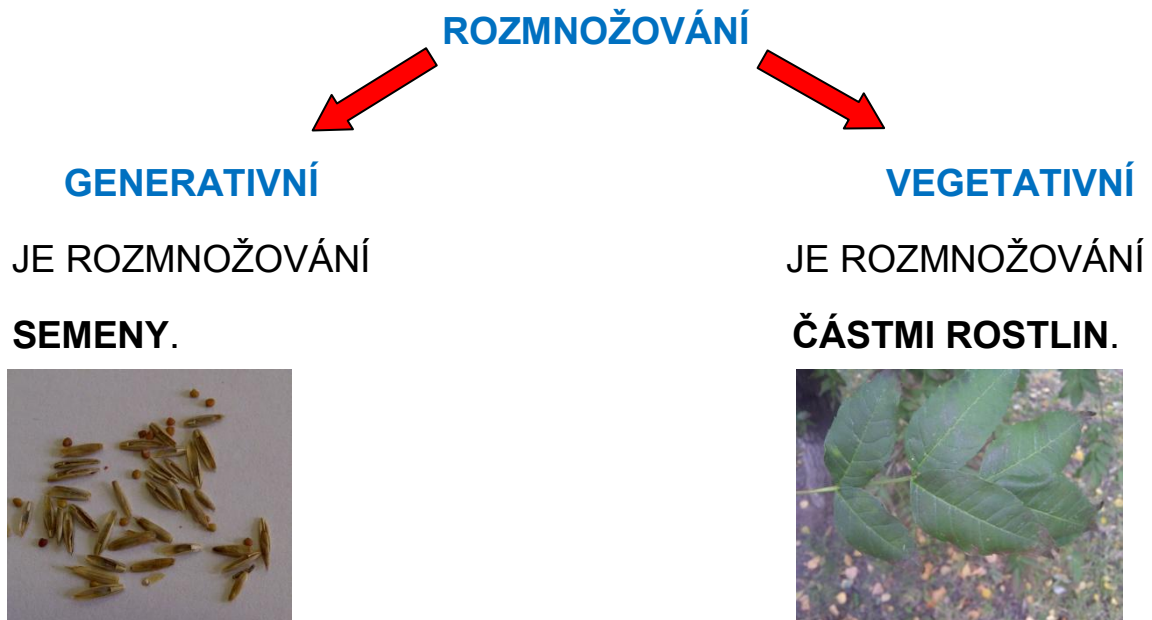 ROZMNOŽOVÁNÍ
GENERATIVNÍ
JE ROZMNOŽOVÁNÍ
SEMENY.
VEGETATIVNÍ
JE ROZMNOŽOVÁNÍ
ČÁSTMI ROSTLIN.